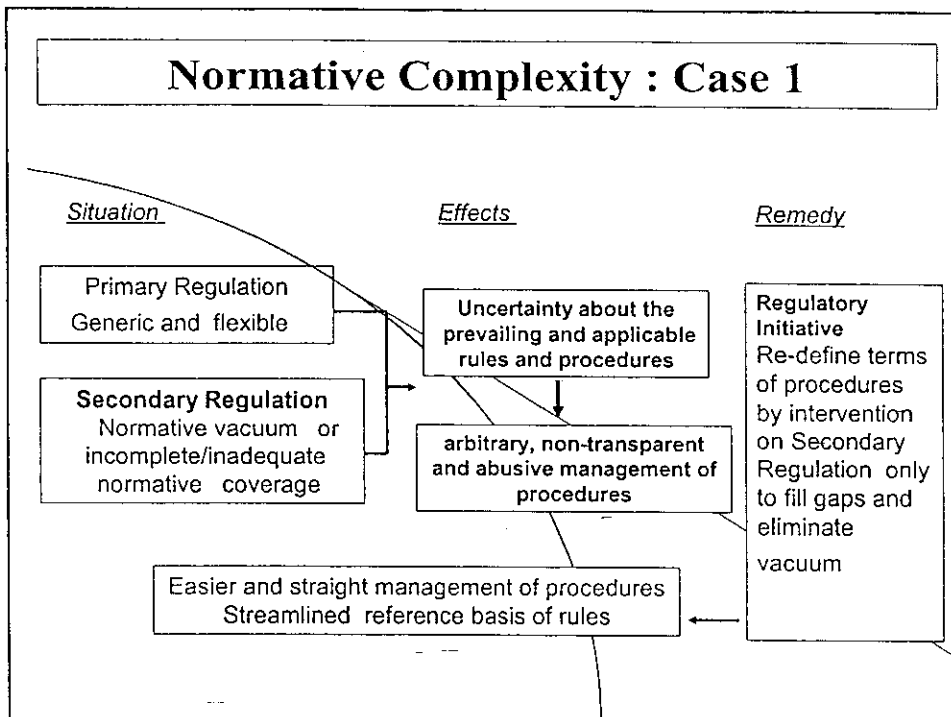 Normative Complexity : Case 1
Situation
Effects
Remedy
Primary Regulation
Generic and flexible
Secondary Regulation
Normative vacuum or
incomplete/inadequate
normative coverage
Uncertainty about the
prevailing and applicable
rules and procedures
arbitrary, non-transparent
and abusive management of
procedures
Regulatory
Initiative
Re-define terms
of procedures
by intervention
on Secondary
Regulation only
to fill gaps and
eliminate
vacuum
Easier and straight management of procedures
Streamlined reference basis of rules